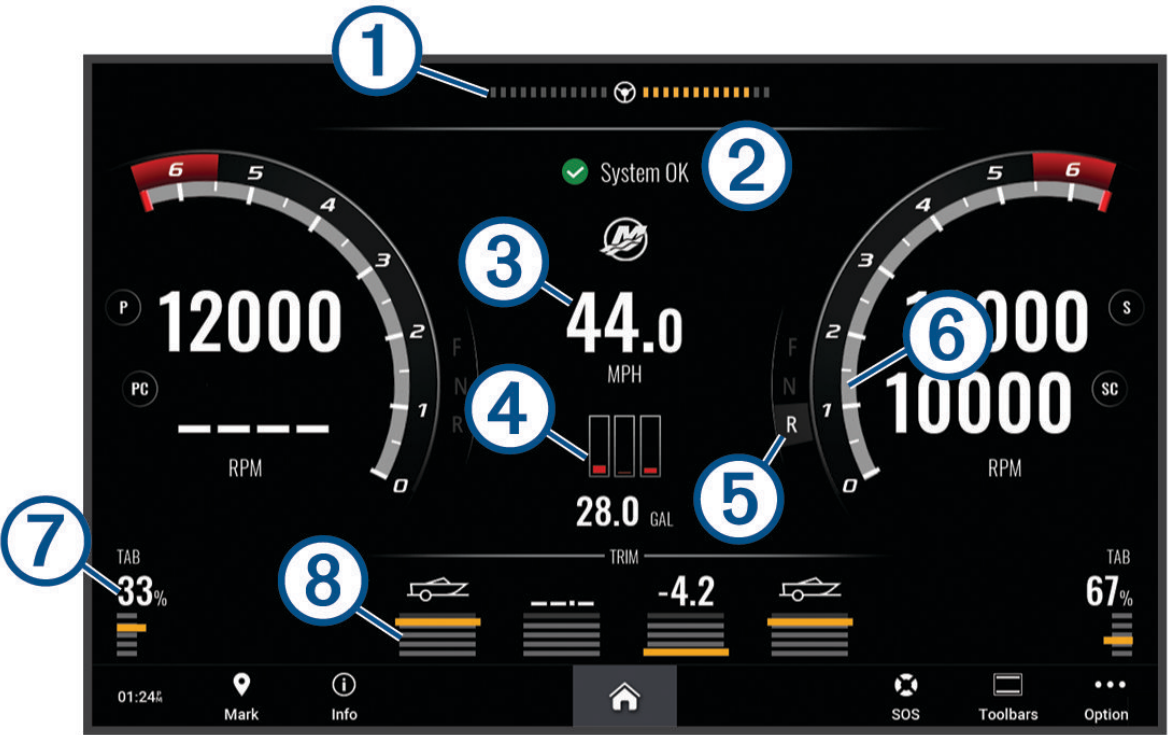 1
2
System OK
3
44.0
MPH
4
28.0 GAL
6 5 4 3 2 1 0
P
12000
PC
– – – –
RPM
F
N
R
6 5 4 3 2 1 0
S
000
6
10000
SC
RPM
F
N
R
5
7
TAB
33%
8
TRIM
– –.–
-4.2
TAB
67%
01:24 PM
Mark
Info
SOS
Toolbars
Option